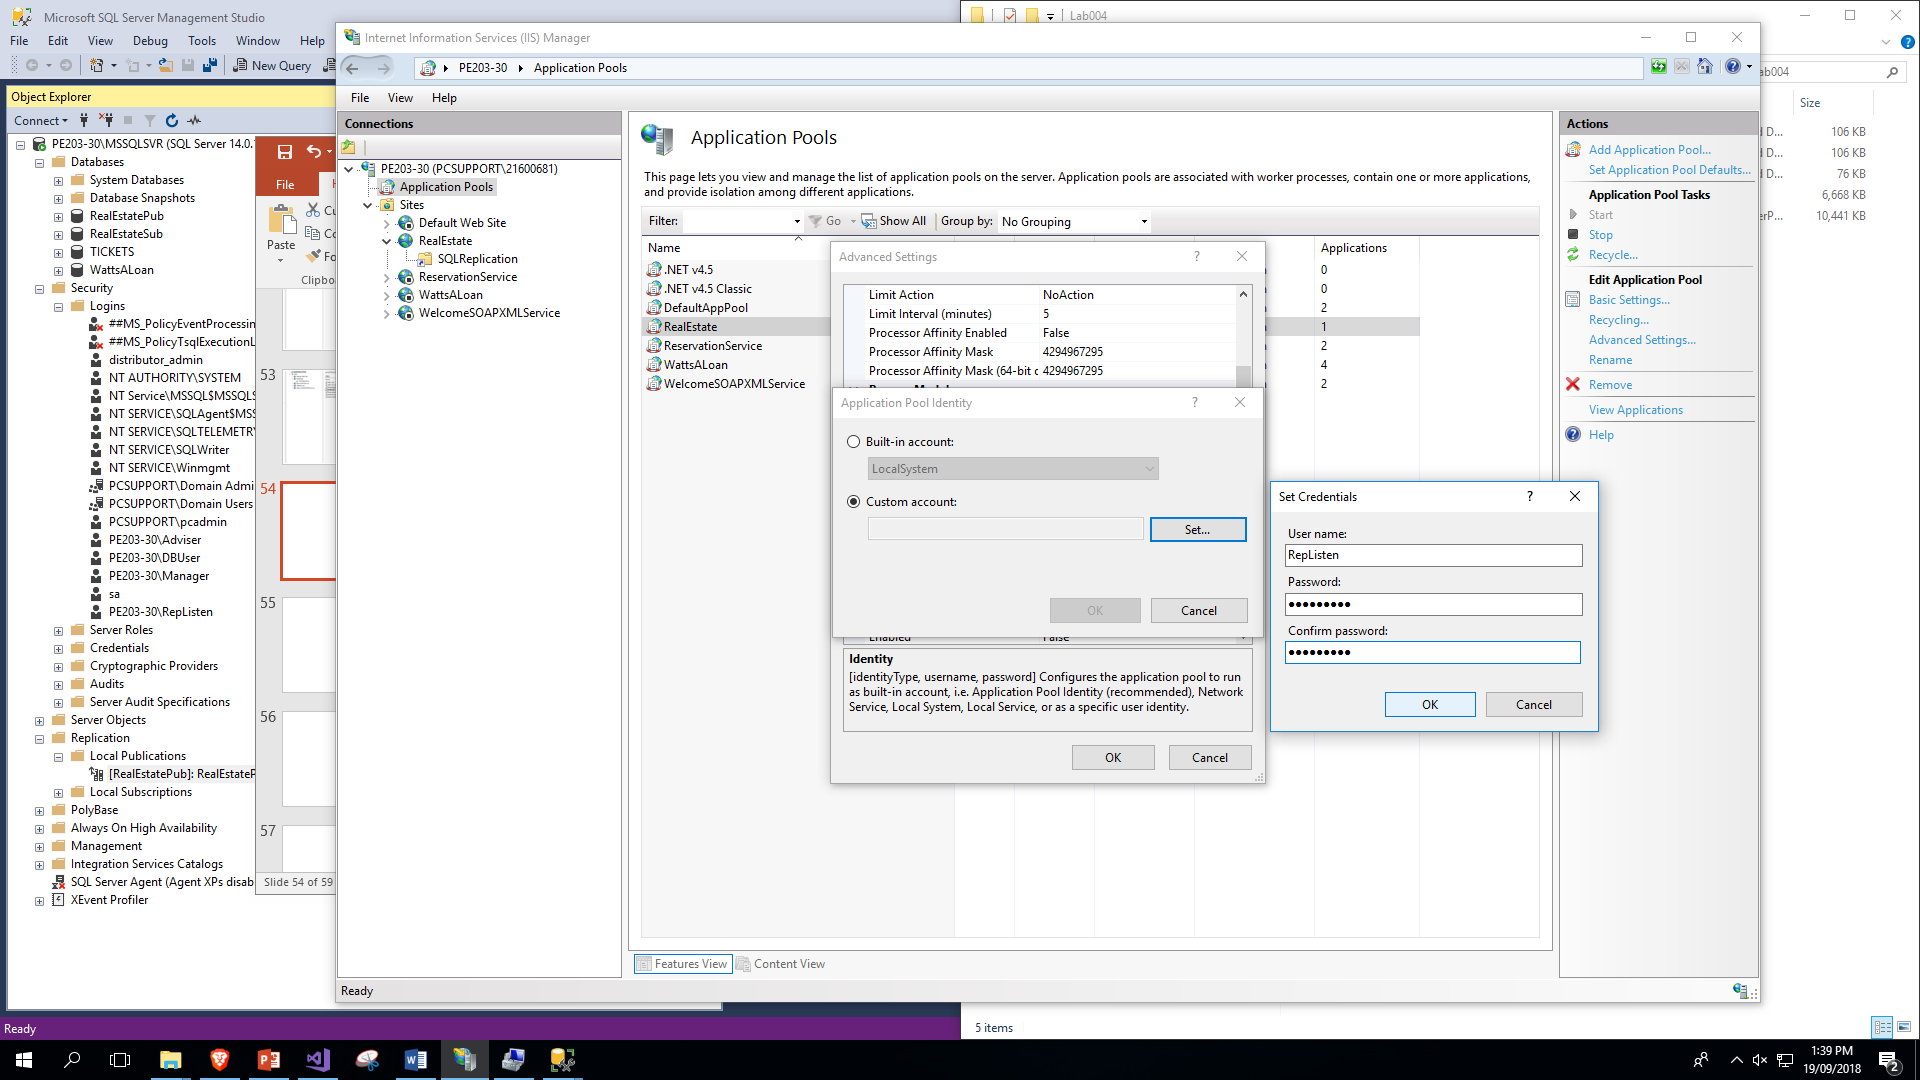 Microsoft SQL Server Management Studio
File Edit View Debug Tools Window Help
New Query
Object Explorer
Connect
PE203-30\MSSQLSVR (SQL Server 14.0.
Databases
System Databases
Database Snapshots
RealEstatePub
RealEstateSub
TICKETS
WattsALoan
Security
Logins
##MS_PolicyEventProcessin
##MS_PolicyTsqlExecutionL
distributor_admin
NT AUTHORITY\SYSTEM
NT Service\MSSQL$MSSQLS
NT SERVICE\SQLAgent$MSS
NT SERVICE\SQLTELEMETRY
NT SERVICE\SQLWriter
NT SERVICE\Winmgmt
PCSUPPORT\Domain Admi
PCSUPPORT\Domain Users
PCSUPPORT\pcadmin
PE203-30\Adviser
PE203-30\DBUser
PE203-30\Manager
sa
PE203-30\RepListen
Server Roles
Credentials
Cryptographic Providers
Audits
Server Audit Specifications
Server Objects
Replication
Local Publications
[RealEstatePub]: RealEstateP
Local Subscriptions
PolyBase
Always On High Availability
Management
Integration Services Catalogs
SQL Server Agent (Agent XPs disab
XEvent Profiler
Ready
File
Paste
Cu
Co
Fo
Clipbo
53
54
55
56
57
Slide 54 of 59
Internet Information Services (IIS) Manager
PE203-30 Application Pools
File View Help
Connections
PE203-30 (PCSUPPORT\21600681)
Application Pools
Sites
Default Web Site
RealEstate
SQLReplication
ReservationService
WattsALoan
WelcomeSOAPXMLService
Application Pools
This page lets you view and manage the list of application pools on the server. Application pools are associated with worker processes, contain one or more applications,
and provide isolation among different applications.
Filter: Go Show All Group by: No Grouping
Name Applications
.NET v4.5 0
.NET v4.5 Classic 0
DefaultAppPool 2
RealEstate 1
ReservationService 2
WattsALoan 4
WelcomeSOAPXMLService 2
Advanced Settings ?
Limit Action NoAction
Limit Interval (minutes) 5
Processor Affinity Enabled False
Processor Affinity Mask 4294967295
Processor Affinity Mask (64-bit c 4294967295
Application Pool Identity ?
Built-in account:
LocalSystem
Custom account:
Set...
OK Cancel
Enabled False
Identity
[identityType, username, password] Configures the application pool to run
as built-in account, i.e. Application Pool Identity (recommended), Network
Service, Local System, Local Service, or as a specific user identity.
OK Cancel
Set Credentials ?
User name:
RepListen
Password:
●●●●●●●●●
Confirm password:
●●●●●●●●●
OK Cancel
Actions
Add Application Pool...
Set Application Pool Defaults...
Application Pool Tasks
Start
Stop
Recycle...
Edit Application Pool
Basic Settings...
Recycling...
Advanced Settings...
Rename
Remove
View Applications
Help
Features View Content View
Ready
Lab004
ab004
Size
D... 106 KB
D... 106 KB
D... 76 KB
6,668 KB
rP... 10,441 KB
5 items
1:39 PM
19/09/2018
2